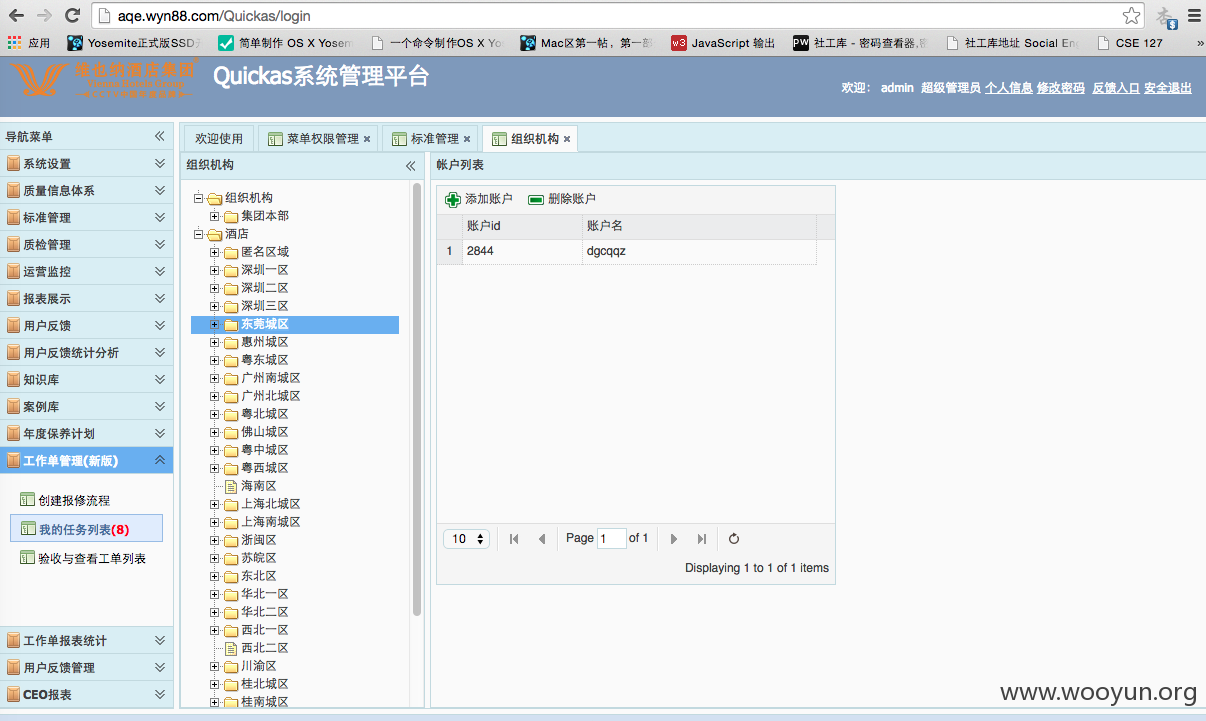 aqe.wyn88.com/Quickas/login
应用 Yosemite正式版SSD 简单制作 OS X Yosem 一个命令制作OS X Yo Mac区第一帖，第一部 JavaScript 输出 社工库 - 密码查看器,密 社工库地址 Social En CSE 127 »
维也纳酒店集团
Quickas系统管理平台
欢迎： admin 超级管理员 个人信息 修改密码 反馈入口 安全退出
导航菜单
系统设置
质量信息体系
标准管理
质检管理
运营监控
报表展示
用户反馈
用户反馈统计分析
知识库
案例库
年度保养计划
工作单管理(新版)
创建报修流程
我的任务列表(8)
验收与查看工单列表
工作单报表统计
用户反馈管理
CEO报表
欢迎使用 菜单权限管理 标准管理 组织机构
组织机构
组织机构
集团本部
酒店
匿名区域
深圳一区
深圳二区
深圳三区
东莞城区
惠州城区
粤东城区
广州南城区
广州北城区
粤北城区
佛山城区
粤中城区
粤西城区
海南区
上海北城区
上海南城区
浙闽区
苏皖区
东北区
华北一区
华北二区
西北一区
西北二区
川渝区
桂北城区
桂南城区
帐户列表
添加账户 删除账户
账户id 账户名
1 2844 dgcqqz
10 Page 1 of 1
Displaying 1 to 1 of 1 items
www.wooyun.org